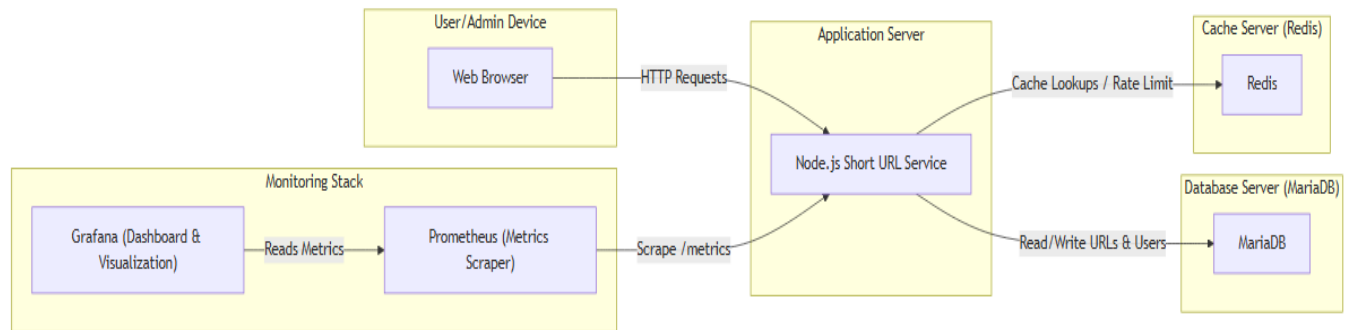 User/Admin Device
Web Browser
HTTP Requests
Application Server
Node.js Short URL Service
Cache Server (Redis)
Cache Lookups / Rate Limit
Redis
Monitoring Stack
Grafana (Dashboard &
Visualization)
Reads Metrics
Prometheus (Metrics
Scraper)
Scrape /metrics
Database Server (MariaDB)
Read/Write URLs & Users
MariaDB